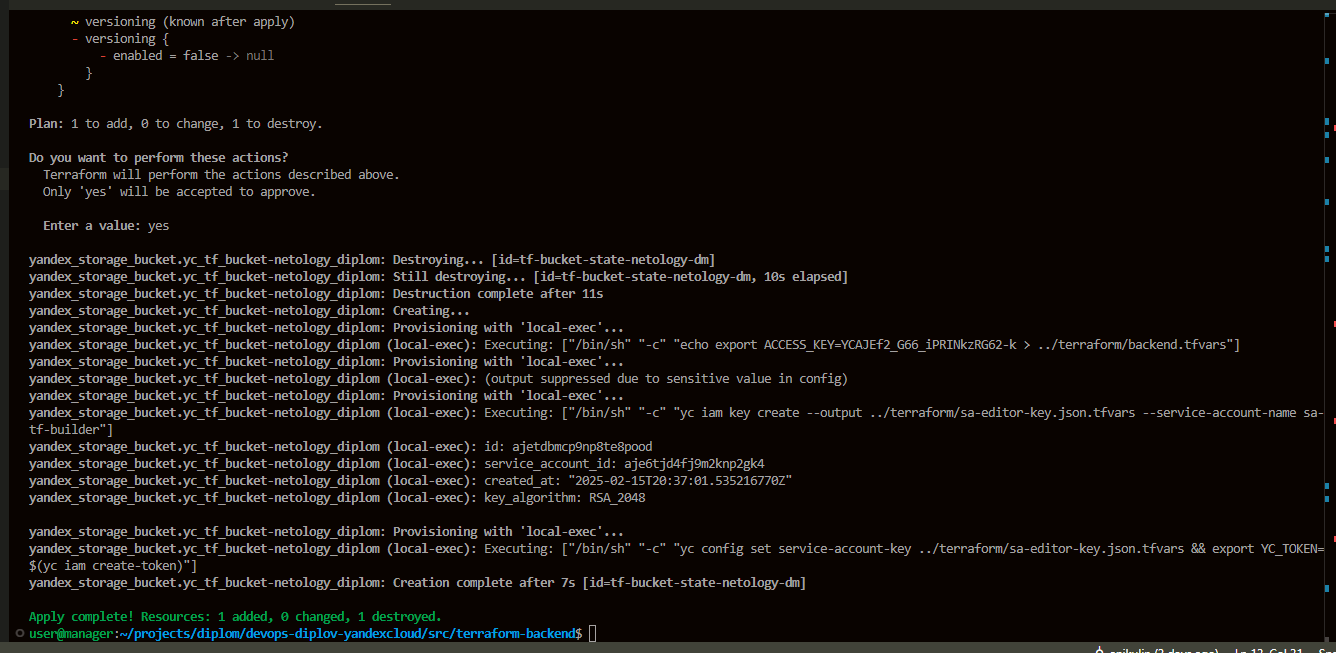 ~ versioning (known after apply)
- versioning {
- enabled = false -> null
}
}
Plan: 1 to add, 0 to change, 1 to destroy.
Do you want to perform these actions?
Terraform will perform the actions described above.
Only 'yes' will be accepted to approve.
Enter a value: yes
yandex_storage_bucket.yc_tf_bucket-netology_diplom: Destroying... [id=tf-bucket-state-netology-dm]
yandex_storage_bucket.yc_tf_bucket-netology_diplom: Still destroying... [id=tf-bucket-state-netology-dm, 10s elapsed]
yandex_storage_bucket.yc_tf_bucket-netology_diplom: Destruction complete after 11s
yandex_storage_bucket.yc_tf_bucket-netology_diplom: Creating...
yandex_storage_bucket.yc_tf_bucket-netology_diplom: Provisioning with 'local-exec'...
yandex_storage_bucket.yc_tf_bucket-netology_diplom (local-exec): Executing: ["/bin/sh" "-c" "echo export ACCESS_KEY=YCAJEf2_G66_iPRINkzRG62-k > ../terraform/backend.tfvars"]
yandex_storage_bucket.yc_tf_bucket-netology_diplom: Provisioning with 'local-exec'...
yandex_storage_bucket.yc_tf_bucket-netology_diplom (local-exec): (output suppressed due to sensitive value in config)
yandex_storage_bucket.yc_tf_bucket-netology_diplom: Provisioning with 'local-exec'...
yandex_storage_bucket.yc_tf_bucket-netology_diplom (local-exec): Executing: ["/bin/sh" "-c" "yc iam key create --output ../terraform/sa-editor-key.json.tfvars --service-account-name sa-
tf-builder"]
yandex_storage_bucket.yc_tf_bucket-netology_diplom (local-exec): id: ajetdbmcp9np8te8pood
yandex_storage_bucket.yc_tf_bucket-netology_diplom (local-exec): service_account_id: aje6tjd4fj9m2knp2gk4
yandex_storage_bucket.yc_tf_bucket-netology_diplom (local-exec): created_at: "2025-02-15T20:37:01.535216770Z"
yandex_storage_bucket.yc_tf_bucket-netology_diplom (local-exec): key_algorithm: RSA_2048
yandex_storage_bucket.yc_tf_bucket-netology_diplom: Provisioning with 'local-exec'...
yandex_storage_bucket.yc_tf_bucket-netology_diplom (local-exec): Executing: ["/bin/sh" "-c" "yc config set service-account-key ../terraform/sa-editor-key.json.tfvars && export YC_TOKEN=
$(yc iam create-token)"]
yandex_storage_bucket.yc_tf_bucket-netology_diplom: Creation complete after 7s [id=tf-bucket-state-netology-dm]
Apply complete! Resources: 1 added, 0 changed, 1 destroyed.
user@manager:~/projects/diplom/devops-diplov-yandexcloud/src/terraform-backend$